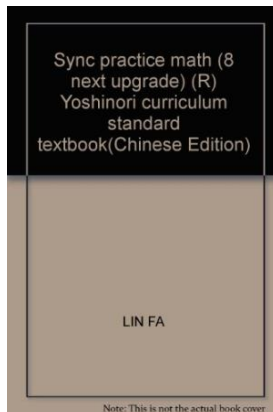 Sync practice math (8
next upgrade) (R)
Yoshinori curriculum
standard
textbook(Chinese Edition)
LIN FA
Note: This is not the actual book cover